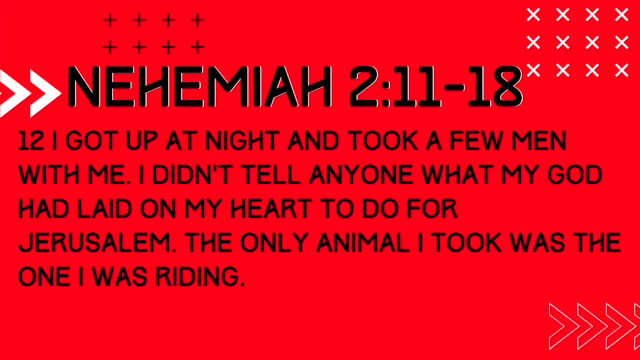 NEHEMIAH 2:11-18
12 I GOT UP AT NIGHT AND TOOK A FEW MEN
WITH ME. I DIDN'T TELL ANYONE WHAT MY GOD
HAD LAID ON MY HEART TO DO FOR
JERUSALEM. THE ONLY ANIMAL I TOOK WAS THE
ONE I WAS RIDING.